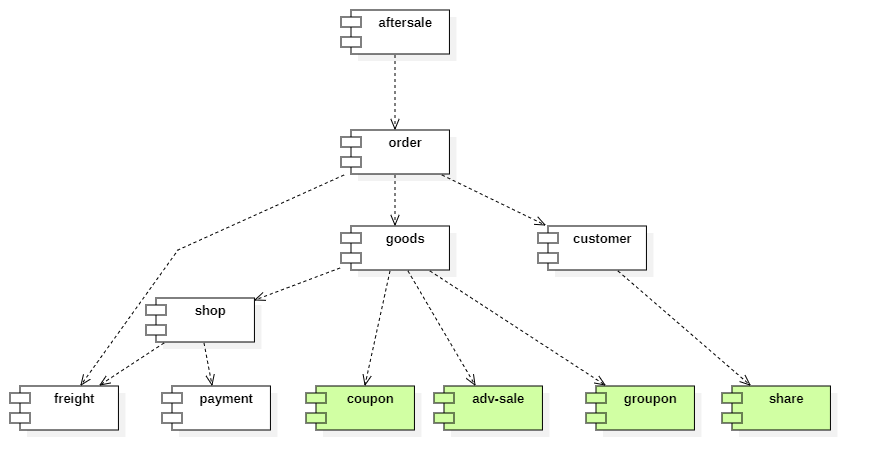 aftersale
order
goods
customer
shop
freight
payment
coupon
adv-sale
groupon
share